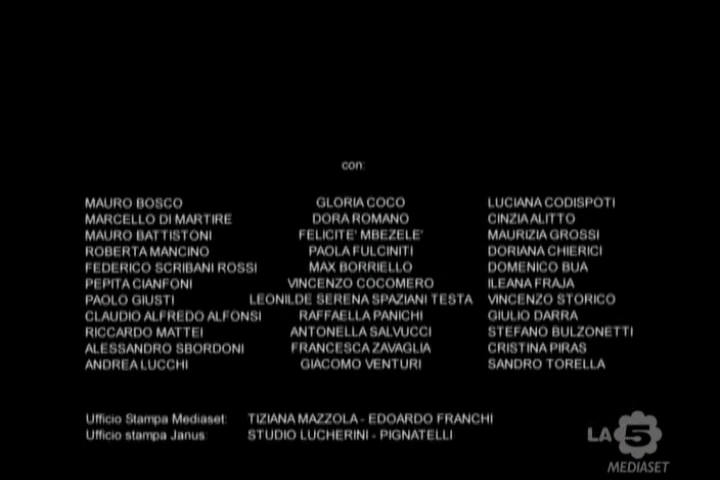 con:
MAURO BOSCO GLORIA COCO LUCIANA CODISPOTI
MARCELLO DI MARTIRE DORA ROMANO CINZIA ALITTO
MAURO BATTISTONI FELICITE' MBEZELE' MAURIZIA GROSSI
ROBERTA MANCINO PAOLA FULCINITI DORIANA CHIERICI
FEDERICO SCRIBANI ROSSI MAX BORRIELLO DOMENICO BUA
PEPITA CIANFONI VINCENZO COCOMERO ILEANA FRAJA
PAOLO GIUSTI LEONILDE SERENA SPAZIANI TESTA VINCENZO STORICO
CLAUDIO ALFREDO ALFONSI RAFFAELLA PANICHI GIULIO DARRA
RICCARDO MATTEI ANTONELLA SALVUCCI STEFANO BULZONETTI
ALESSANDRO SBORDONI FRANCESCA ZAVAGLIA CRISTINA PIRAS
ANDREA LUCCHI GIACOMO VENTURI SANDRO TORELLA
Ufficio Stampa Mediaset: TIZIANA MAZZOLA - EDOARDO FRANCHI
Ufficio stampa Janus: STUDIO LUCHERINI - PIGNATELLI
LA 5
MEDIASET